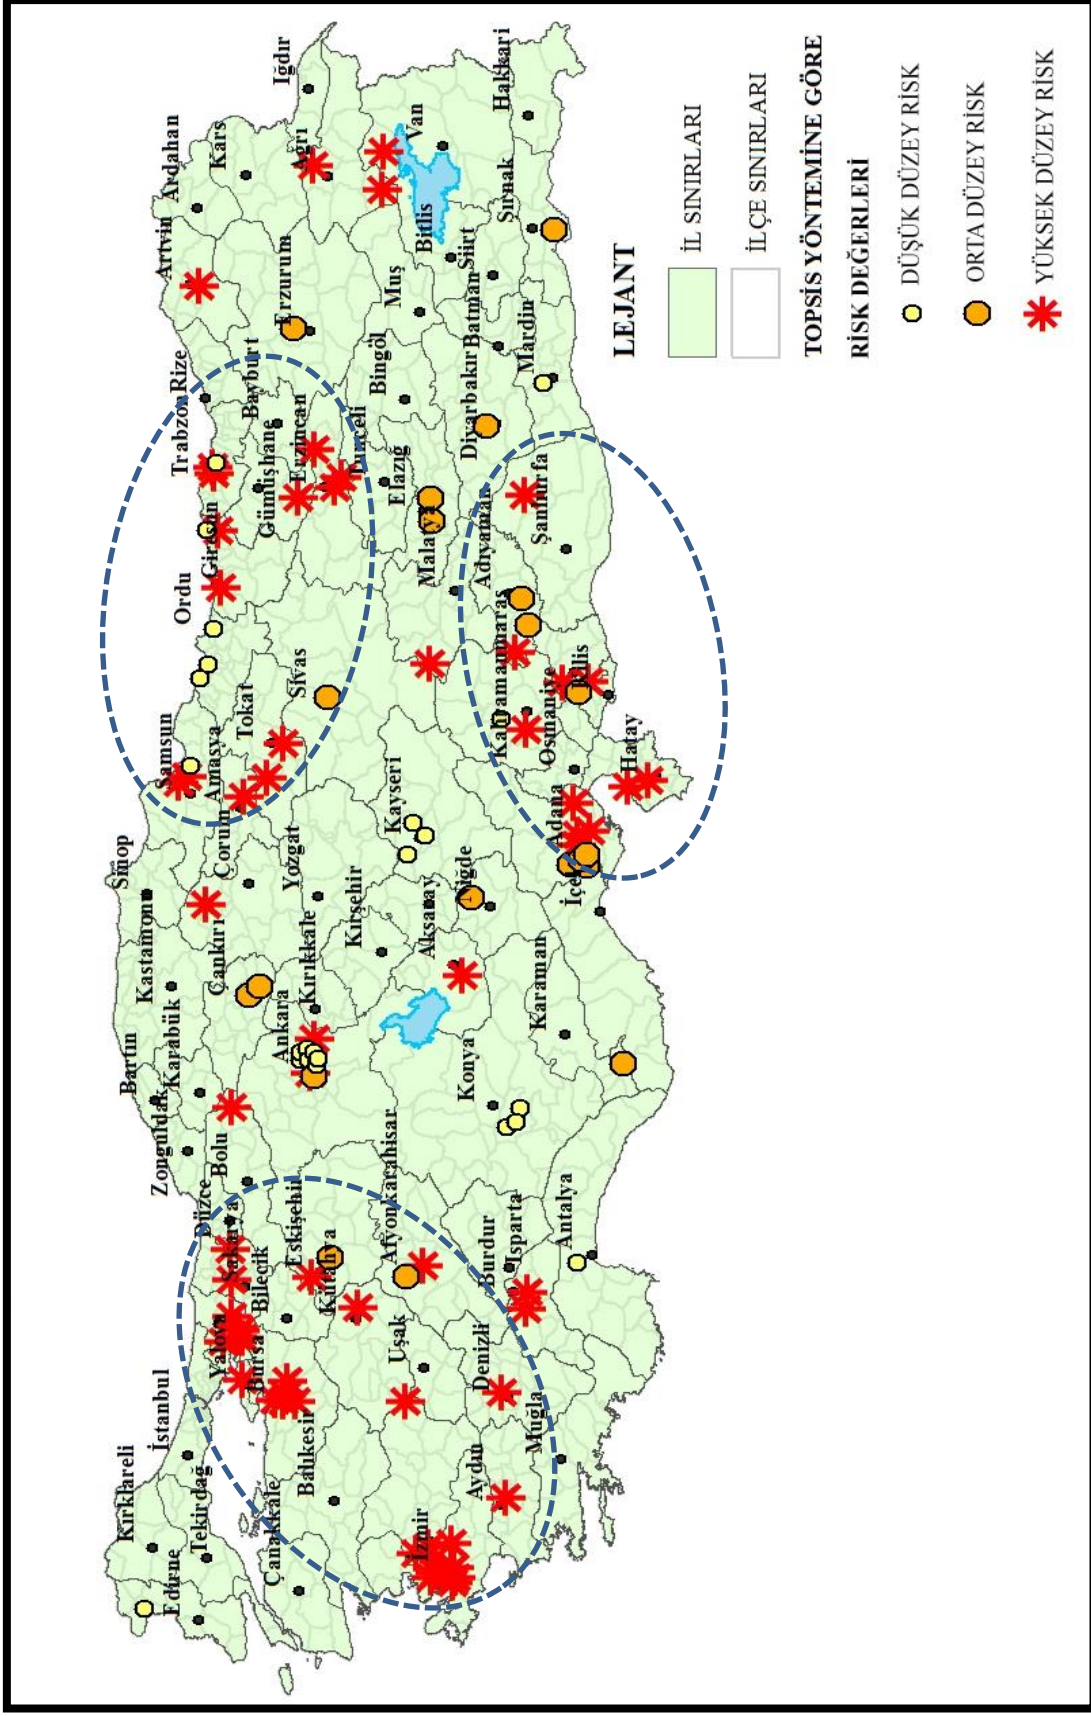 Kırklareli
Edirne
Tekirdağ
İstanbul
Çanakkale
Balıkesir
Bursa
Yalova
Bilecik
Sakarya
Düzce
Bolu
Zonguldak
Bartın
Karabük
Kastamonu
Sinop
Çankırı
Çorum
Samsun
Amasya
Tokat
Ordu
Giresun
Trabzon
Rize
Gümüşhane
Bayburt
Artvin
Ardahan
Kars
Iğdır
Ağrı
Erzurum
Erzincan
Tunceli
Sivas
Yozgat
Kırıkkale
Ankara
Kırşehir
Eskişehir
Kütahya
Afyonkarahisar
Uşak
İzmir
Aydın
Denizli
Muğla
Burdur
Isparta
Antalya
Konya
Karaman
Aksaray
Niğde
Kayseri
İçel
Adana
Osmaniye
Hatay
Kilis
Kahramanmaraş
Adıyaman
Malatya
Elazığ
Bingöl
Muş
Bitlis
Van
Hakkari
Şırnak
Siirt
Batman
Diyarbakır
Mardin
Şanlıurfa
LEJANT
İL SINIRLARI
İLÇE SINIRLARI
TOPSİS YÖNTEMİNE GÖRE
RİSK DEĞERLERİ
DÜŞÜK DÜZEY RİSK
ORTA DÜZEY RİSK
YÜKSEK DÜZEY RİSK